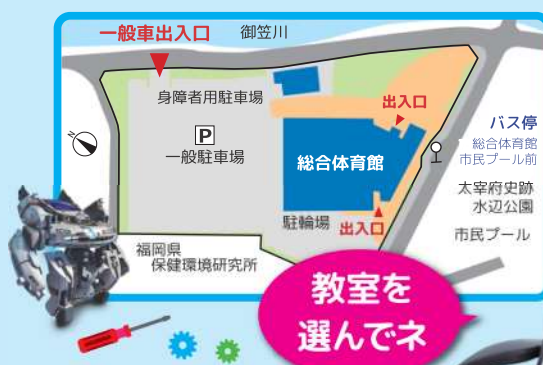 一般車出入口
御笠川
身障者用駐車場
P
一般駐車場
N
出入口
総合体育館
バス停
総合体育館
市民プール前
太宰府史跡
水辺公園
市民プール
駐輪場
出入口
福岡県
保健環境研究所
教室を
選んでネ